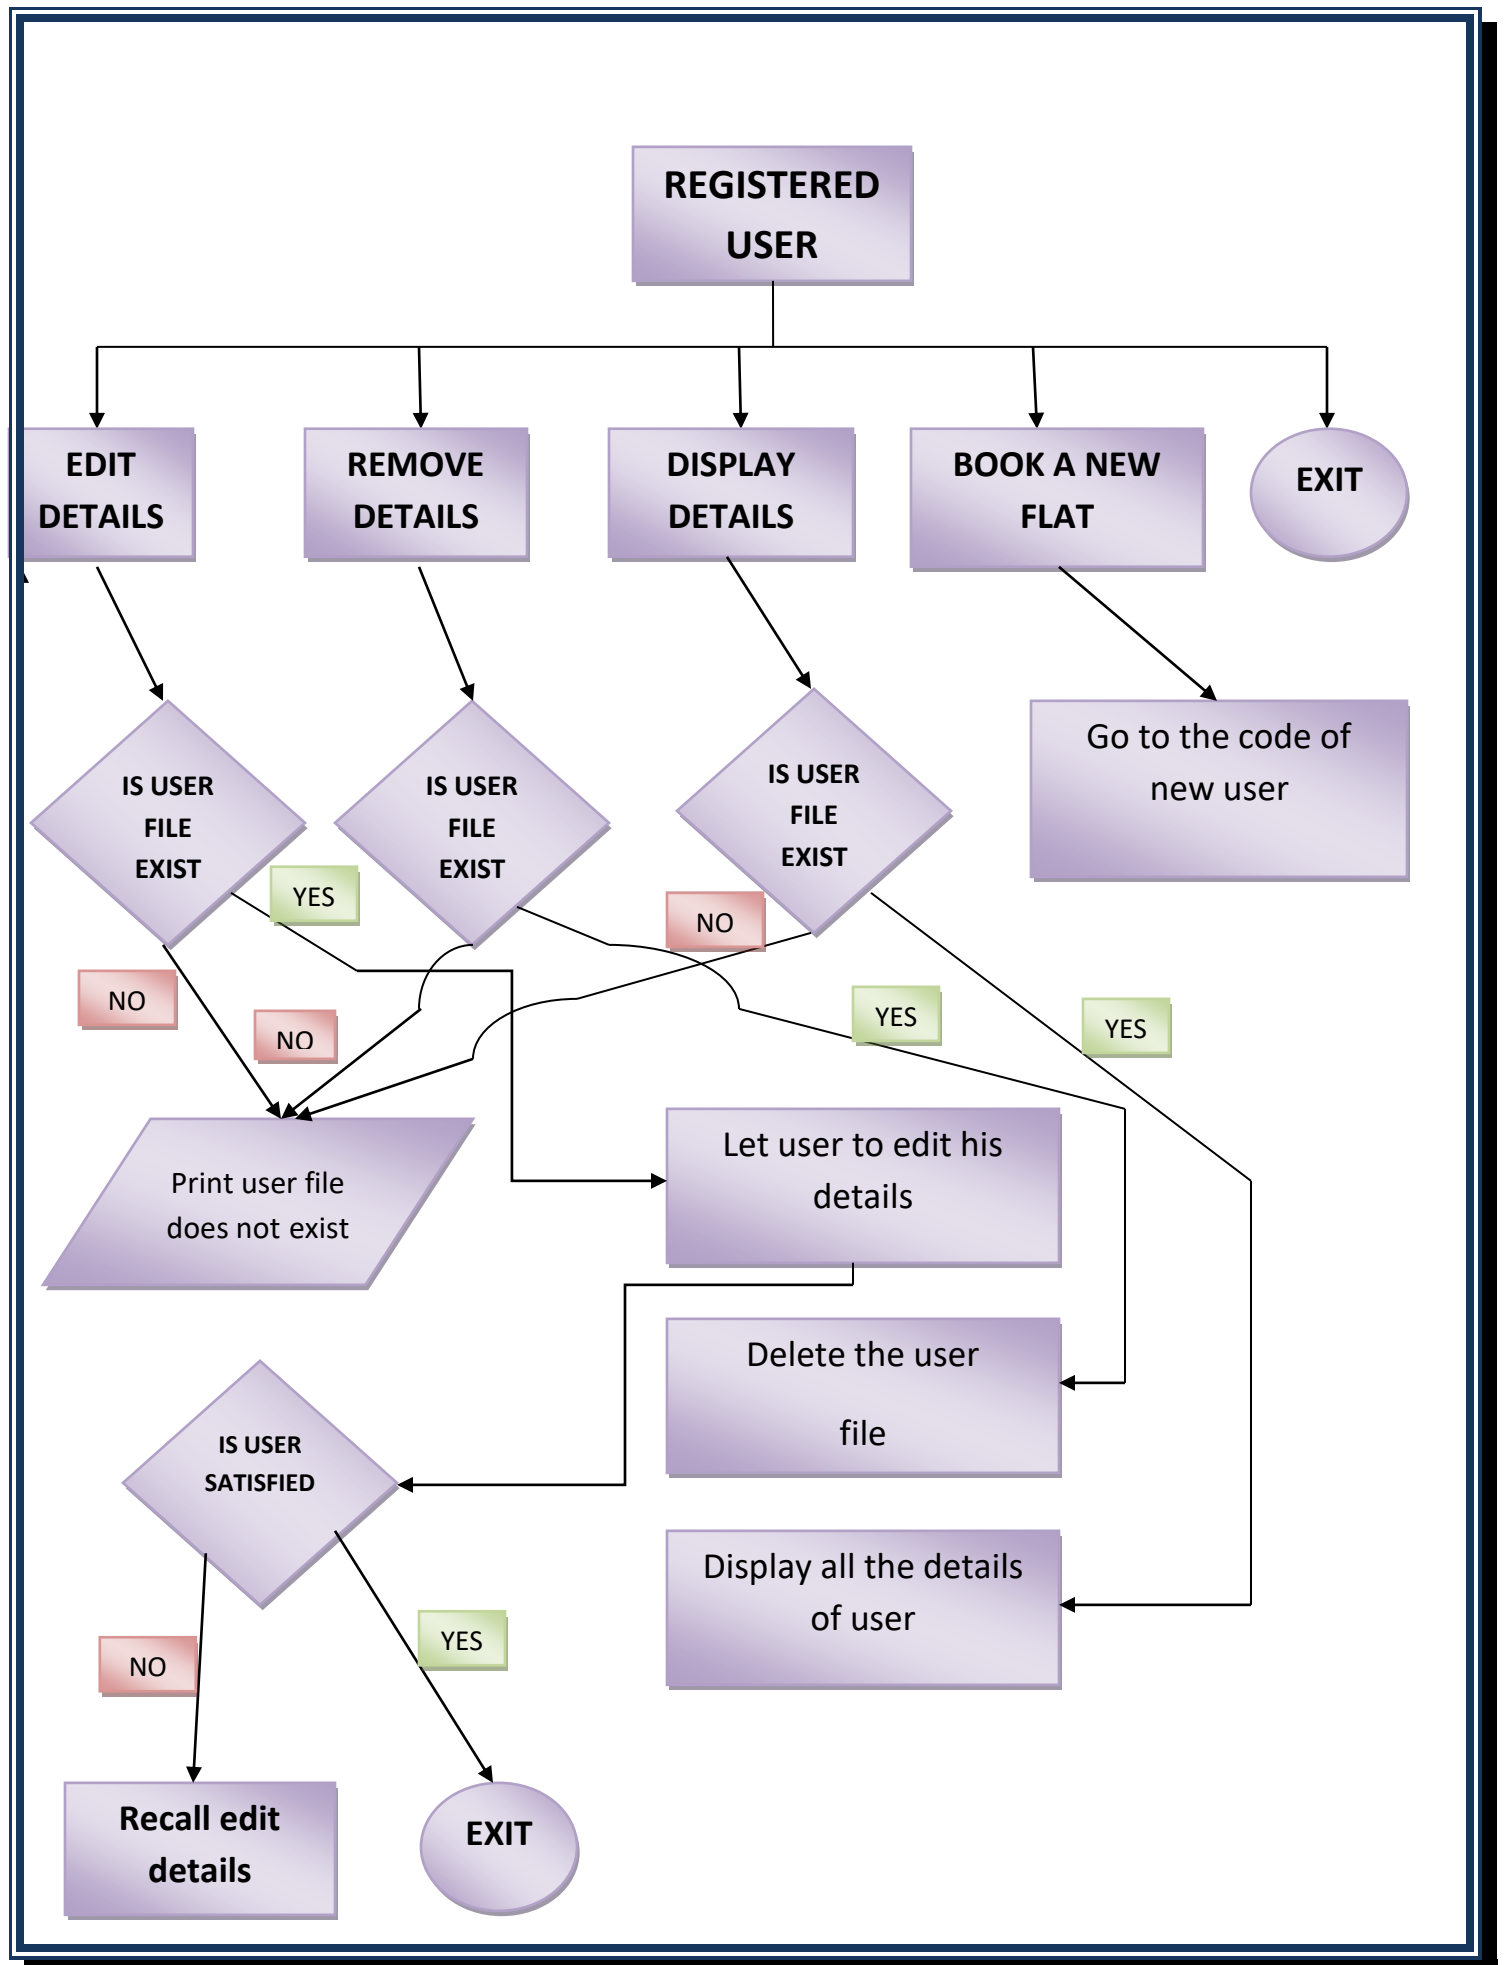 REGISTERED
USER
EDIT
DETAILS
REMOVE
DETAILS
DISPLAY
DETAILS
BOOK A NEW
FLAT
EXIT
IS USER
FILE
EXIST
IS USER
FILE
EXIST
IS USER
FILE
EXIST
Go to the code of
new user
YES
NO
NO
NO
YES
YES
Print user file
does not exist
Let user to edit his
details
Delete the user
file
IS USER
SATISFIED
Display all the details
of user
NO
YES
Recall edit
details
EXIT